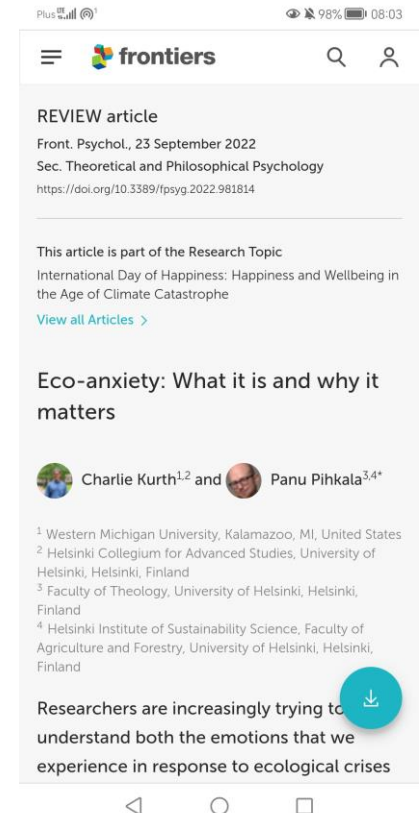 Plus 98% 08:03
frontiers
REVIEW article
Front. Psychol., 23 September 2022
Sec. Theoretical and Philosophical Psychology
https://doi.org/10.3389/fpsyg.2022.981814
This article is part of the Research Topic
International Day of Happiness: Happiness and Wellbeing in
the Age of Climate Catastrophe
View all Articles >
Eco-anxiety: What it is and why it
matters
Charlie Kurth1,2 and Panu Pihkala3,4*
1 Western Michigan University, Kalamazoo, MI, United States
2 Helsinki Collegium for Advanced Studies, University of
Helsinki, Helsinki, Finland
3 Faculty of Theology, University of Helsinki, Helsinki,
Finland
4 Helsinki Institute of Sustainability Science, Faculty of
Agriculture and Forestry, University of Helsinki, Helsinki,
Finland
Researchers are increasingly trying to
understand both the emotions that we
experience in response to ecological crises